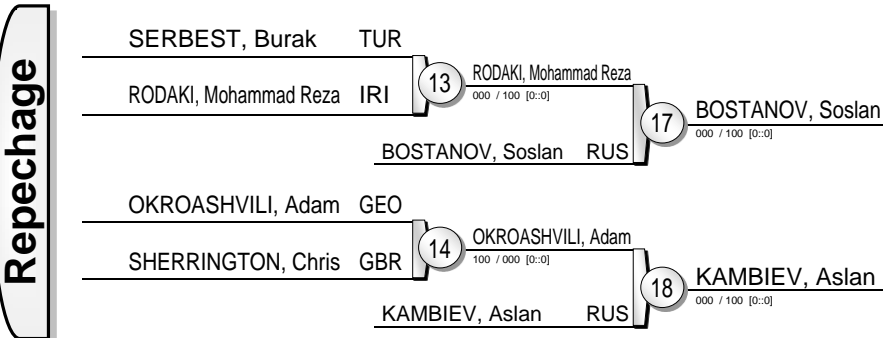 Repechage
SERBEST, Burak TUR
RODAKI, Mohammad Reza IRI
13
RODAKI, Mohammad Reza
000 / 100 [0::0]
BOSTANOV, Soslan RUS
17
BOSTANOV, Soslan
000 / 100 [0::0]
OKROASHVILI, Adam GEO
SHERRINGTON, Chris GBR
14
OKROASHVILI, Adam
100 / 000 [0::0]
KAMBIEV, Aslan RUS
18
KAMBIEV, Aslan
000 / 100 [0::0]